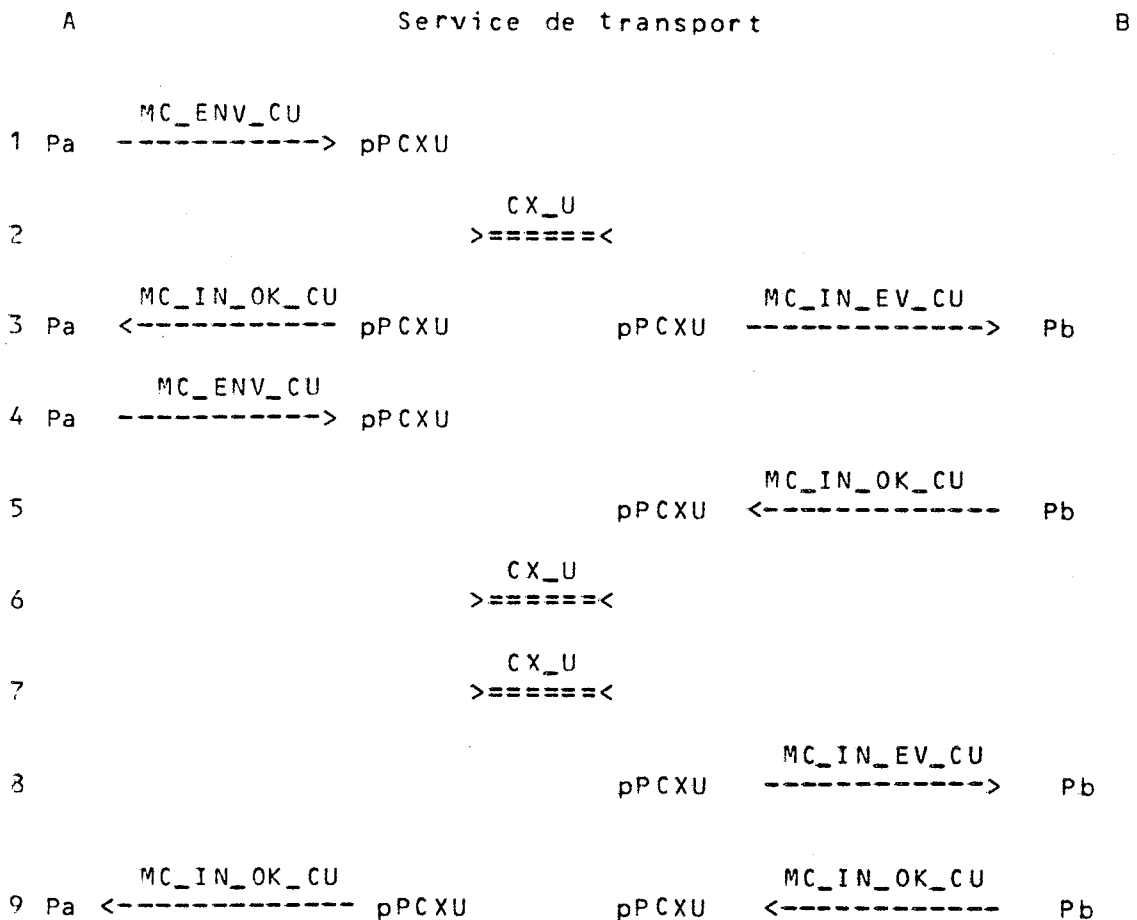 A Service de transport B
MC_ENV_CU
1 Pa -----------> pPCXU
CX_U
2 >======<
MC_IN_OK_CU MC_IN_EV_CU
3 Pa <----------- pPCXU pPCXU -------------> Pb
MC_ENV_CU
4 Pa -----------> pPCXU
MC_IN_OK_CU
5 pPCXU <------------- Pb
CX_U
6 >======<
CX_U
7 >======<
MC_IN_EV_CU
8 pPCXU -------------> Pb
MC_IN_OK_CU MC_IN_OK_CU
9 Pa <------------- pPCXU pPCXU <------------- Pb